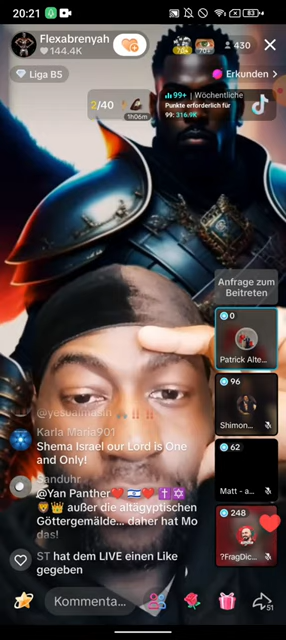 20:21
83
Flexabrenyah
144.4K
70+
70+
430
Liga B5
Erkunden
2/40
1h06m
99+ | Wöchentliche
Punkte erforderlich für
99: 316.9K
Anfrage zum
Beitreten
0
Patrick Alte...
96
Shimon...
62
Matt - a...
248
?FragDic...
Karla Maria901
Shema Israel our Lord is One
and Only!
Sanduhr
@Yan Panther❤️🇮🇱❤️✝️✡️
🦁👑 außer die altägyptischen
Göttergemälde... daher hat Mo
das!
ST hat dem LIVE einen Like
gegeben
Kommenta...
51